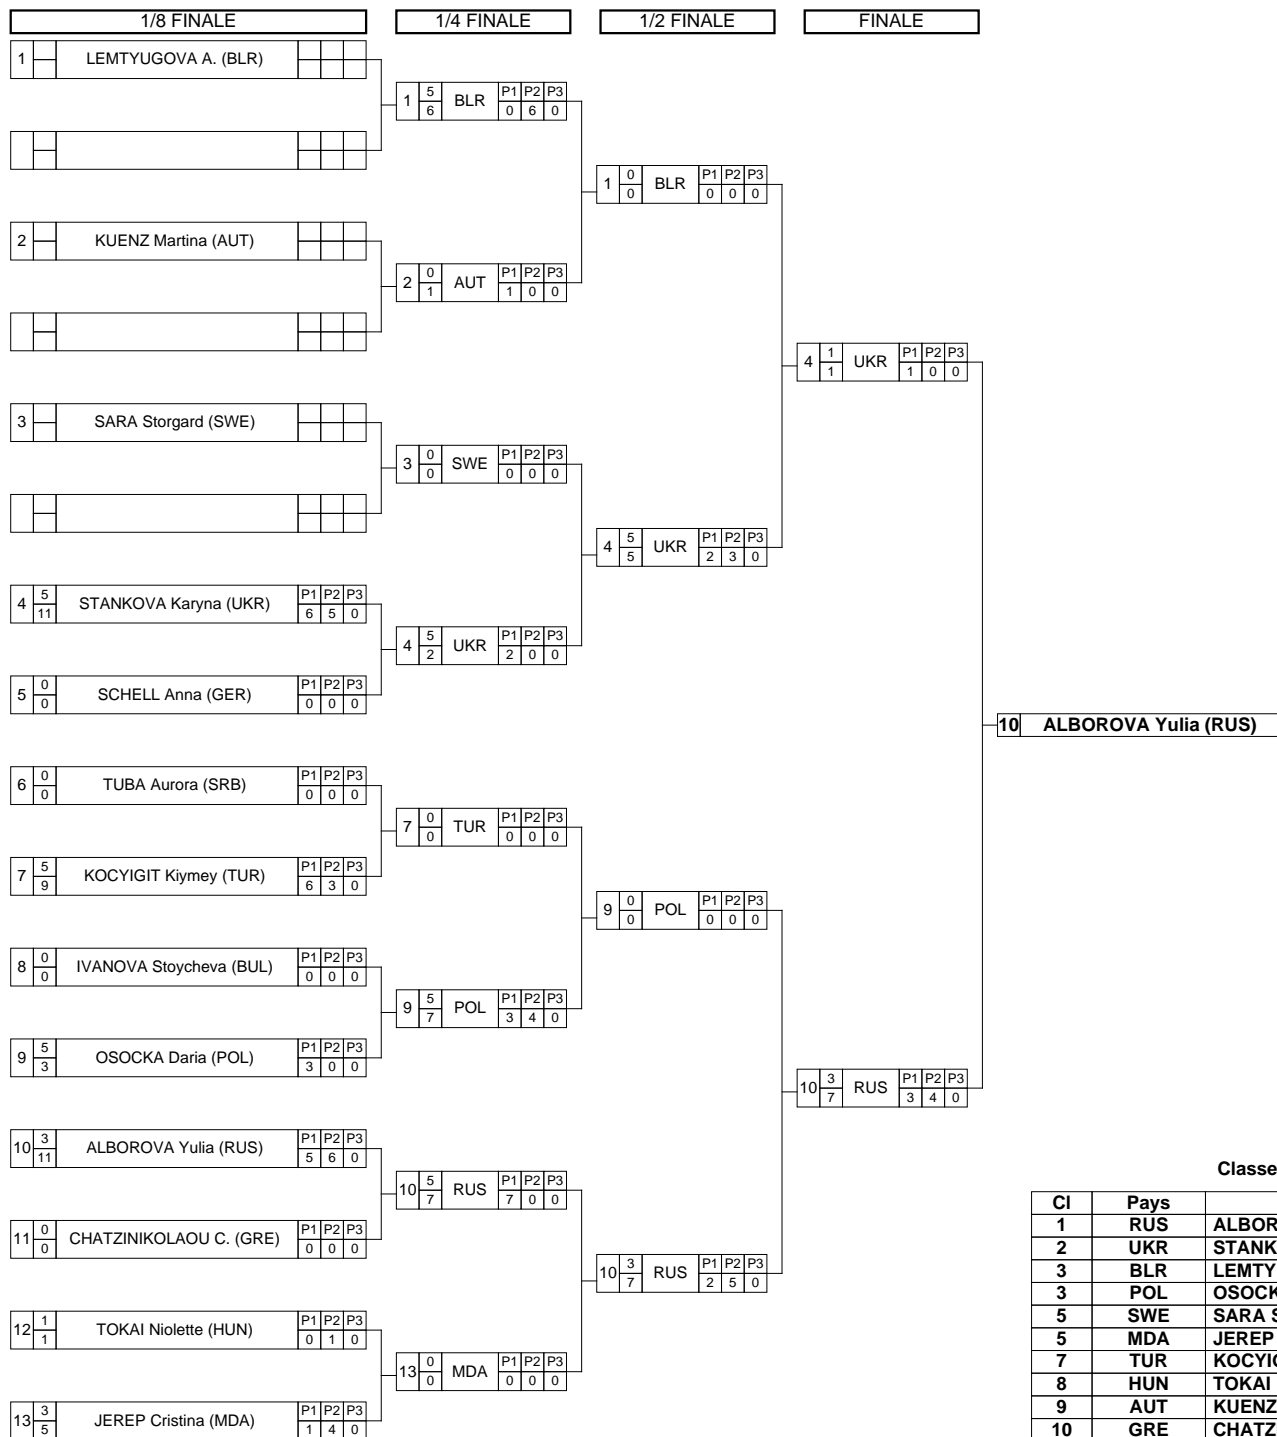 1/8 FINALE 1/4 FINALE 1/2 FINALE FINALE
1 LEMTYUGOVA A. (BLR)
1 5 6 BLR P1 P2 P3 0 6 0
1 0 0 BLR P1 P2 P3 0 0 0
2 KUENZ Martina (AUT)
2 0 1 AUT P1 P2 P3 1 0 0
4 1 1 UKR P1 P2 P3 1 0 0
3 SARA Storgard (SWE)
3 0 0 SWE P1 P2 P3 0 0 0
4 5 5 UKR P1 P2 P3 2 3 0
4 5 11 STANKOVA Karyna (UKR) P1 P2 P3 6 5 0
4 5 2 UKR P1 P2 P3 2 0 0
5 0 0 SCHELL Anna (GER) P1 P2 P3 0 0 0
10 ALBOROVA Yulia (RUS)
6 0 0 TUBA Aurora (SRB) P1 P2 P3 0 0 0
7 0 0 TUR P1 P2 P3 0 0 0
7 5 9 KOCYIGIT Kiymey (TUR) P1 P2 P3 6 3 0
9 0 0 POL P1 P2 P3 0 0 0
8 0 0 IVANOVA Stoycheva (BUL) P1 P2 P3 0 0 0
9 5 7 POL P1 P2 P3 3 4 0
9 5 3 OSOCKA Daria (POL) P1 P2 P3 3 0 0
10 3 7 RUS P1 P2 P3 3 4 0
10 3 11 ALBOROVA Yulia (RUS) P1 P2 P3 5 6 0
10 5 7 RUS P1 P2 P3 7 0 0
11 0 0 CHATZINIKOLAOU C. (GRE) P1 P2 P3 0 0 0
10 3 7 RUS P1 P2 P3 2 5 0
12 1 1 TOKAI Niolette (HUN) P1 P2 P3 0 1 0
13 0 0 MDA P1 P2 P3 0 0 0
13 3 5 JEREP Cristina (MDA) P1 P2 P3 1 4 0
Classe
Cl Pays
1 RUS ALBOR
2 UKR STANK
3 BLR LEMTY
3 POL OSOCK
5 SWE SARA S
5 MDA JEREP
7 TUR KOCYIG
8 HUN TOKAI
9 AUT KUENZ
10 GRE CHATZ